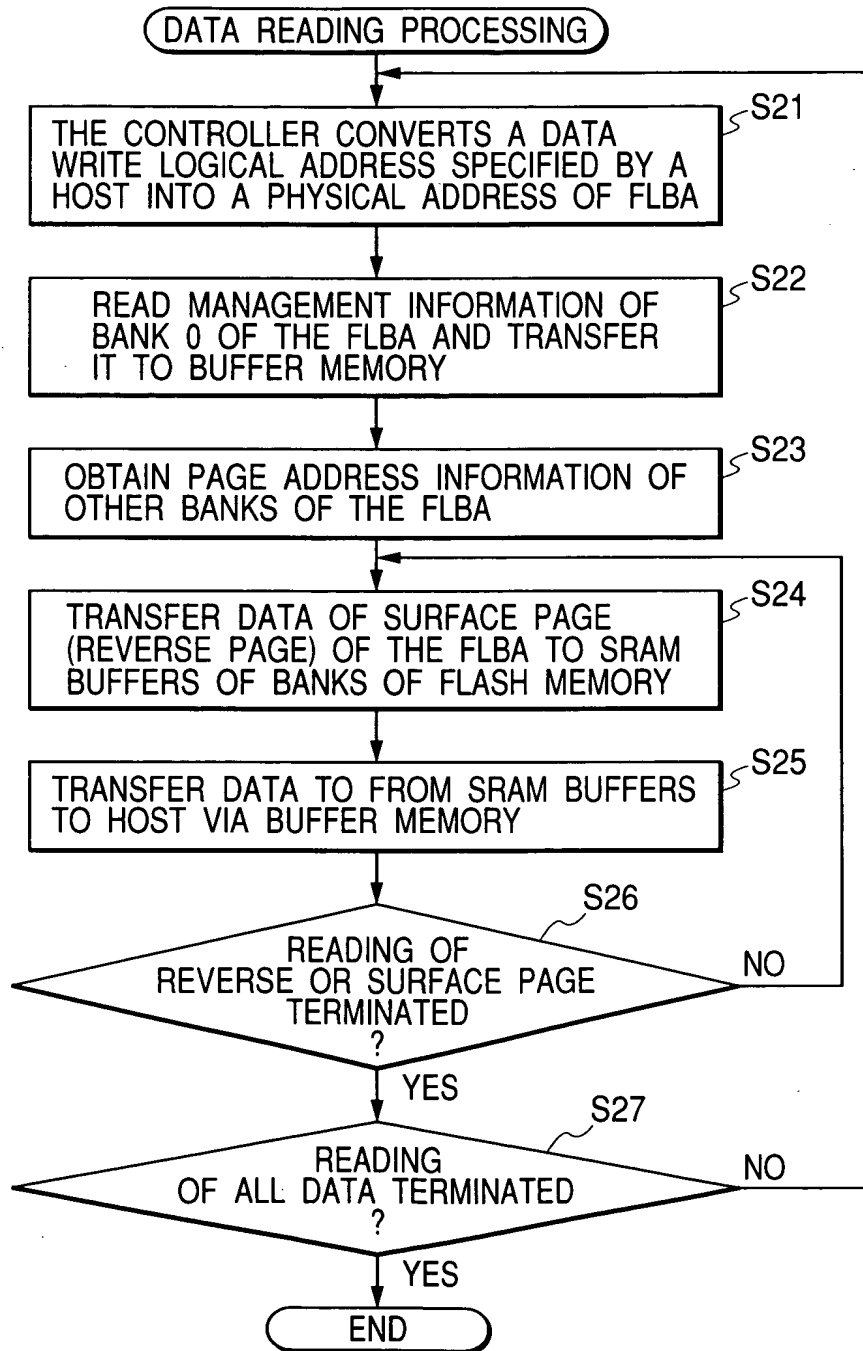 DATA READING PROCESSING
S21
THE CONTROLLER CONVERTS A DATA
WRITE LOGICAL ADDRESS SPECIFIED BY A
HOST INTO A PHYSICAL ADDRESS OF FLBA
S22
READ MANAGEMENT INFORMATION OF
BANK 0 OF THE FLBA AND TRANSFER
IT TO BUFFER MEMORY
S23
OBTAIN PAGE ADDRESS INFORMATION OF
OTHER BANKS OF THE FLBA
S24
TRANSFER DATA OF SURFACE PAGE
(REVERSE PAGE) OF THE FLBA TO SRAM
BUFFERS OF BANKS OF FLASH MEMORY
S25
TRANSFER DATA TO FROM SRAM BUFFERS
TO HOST VIA BUFFER MEMORY
S26
READING OF
REVERSE OR SURFACE PAGE
TERMINATED
?
NO
YES
S27
READING
OF ALL DATA TERMINATED
?
NO
YES
END